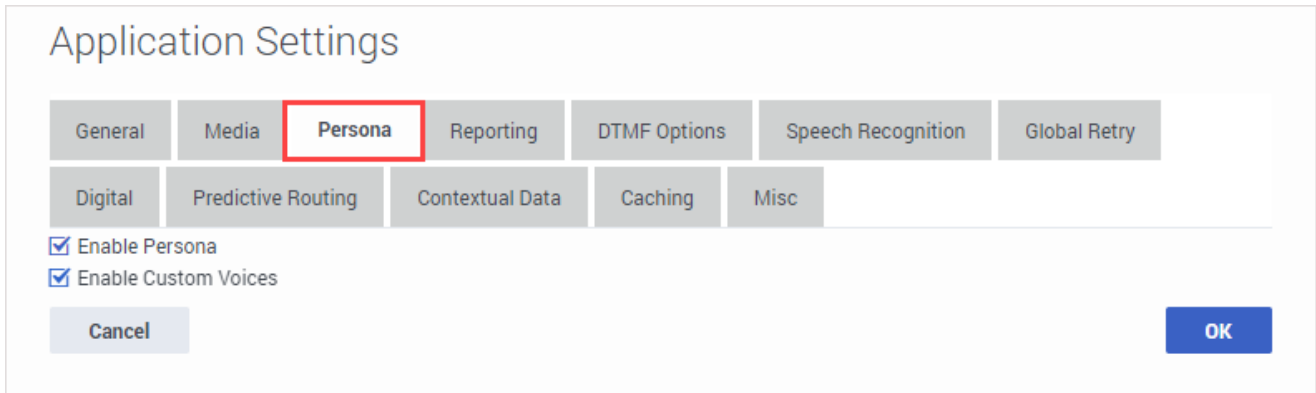 Application Settings
General Media Persona Reporting DTMF Options Speech Recognition Global Retry
Digital Predictive Routing Contextual Data Caching Misc
Enable Persona
Enable Custom Voices
Cancel OK